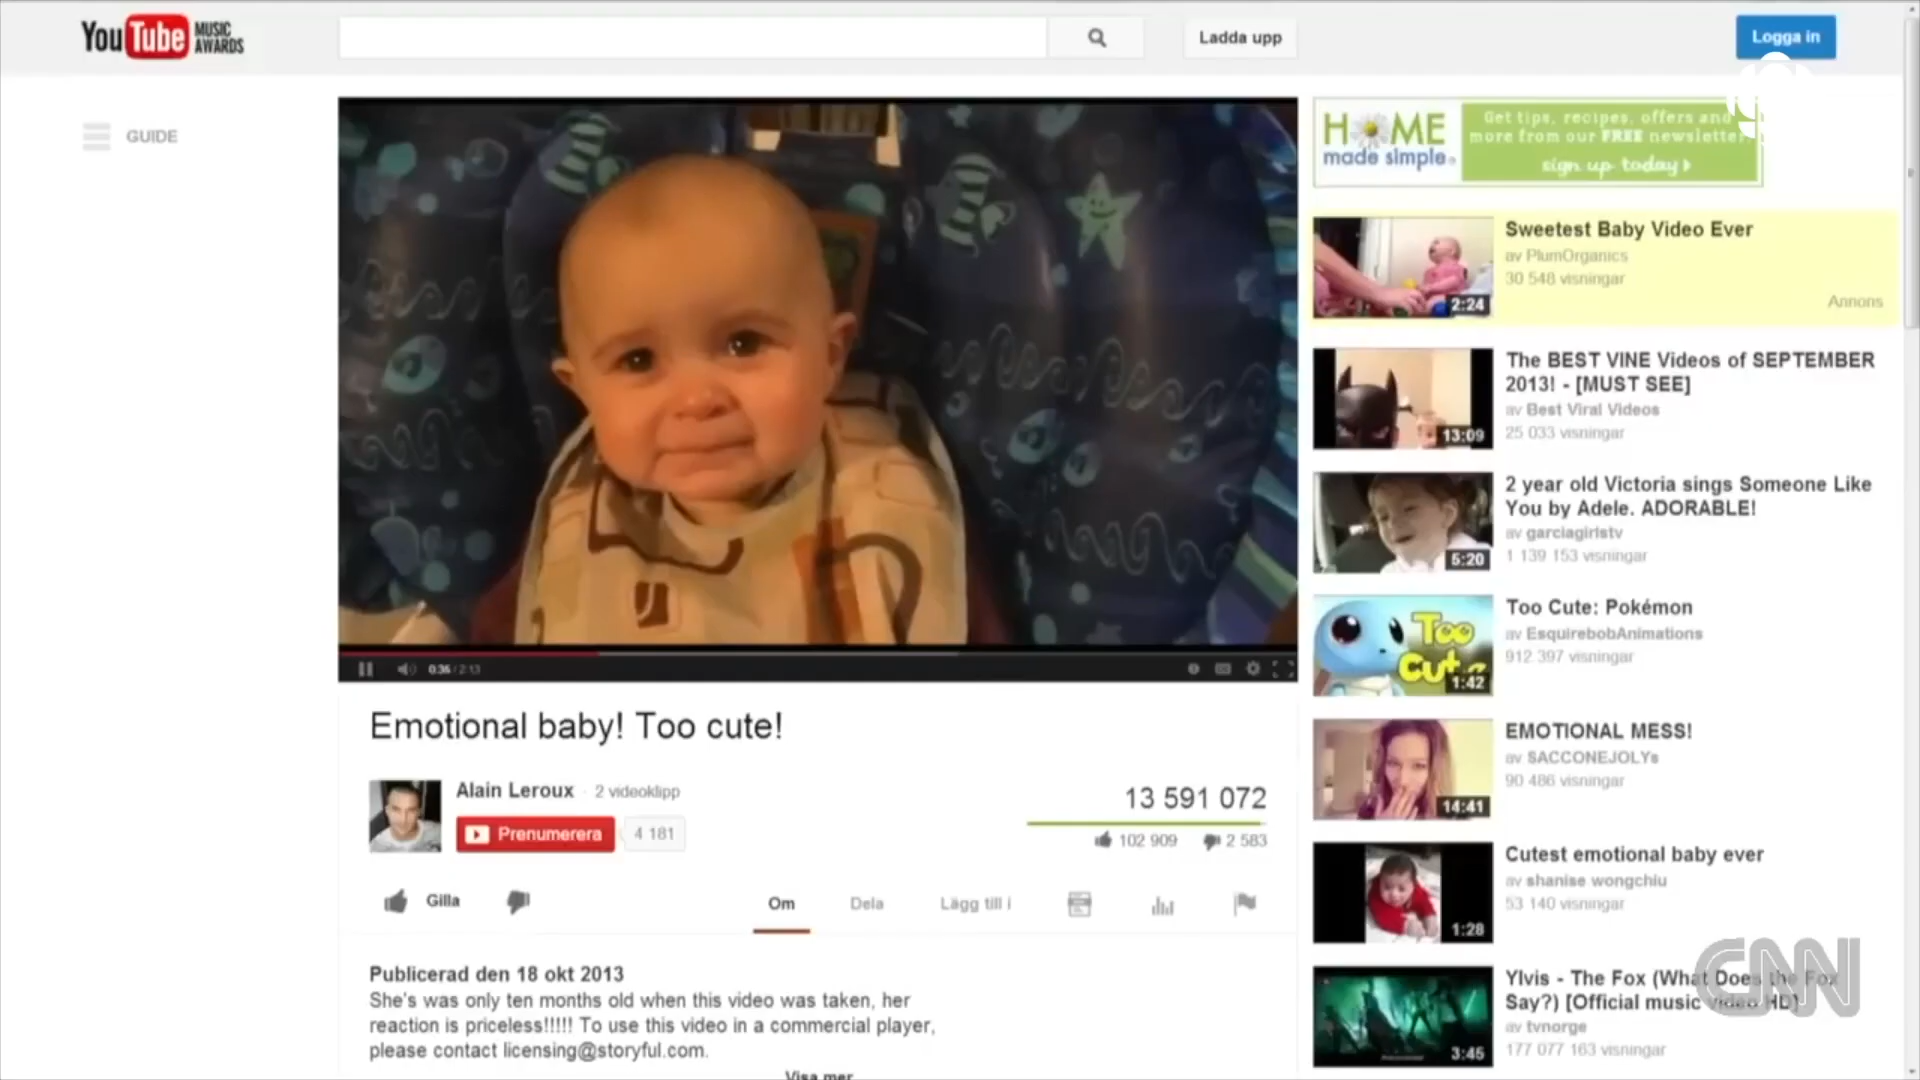 YouTube MUSIC AWARDS
Ladda upp
Logga in
GUIDE
0:36 / 2:13
Emotional baby! Too cute!
Alain Leroux · 2 videoklipp
Prenumerera 4 181
13 591 072
102 909 2 583
Gilla
Om Dela Lägg till i
Publicerad den 18 okt 2013
She's was only ten months old when this video was taken, her
reaction is priceless!!!!! To use this video in a commercial player,
please contact licensing@storyful.com.
Visa mer
HOME
made simple
Get tips, recipes, offers and
more from our FREE newsletter.
sign up today
Sweetest Baby Video Ever
av PlumOrganics
30 548 visningar
Annons
2:24
The BEST VINE Videos of SEPTEMBER
2013! - [MUST SEE]
av Best Viral Videos
25 033 visningar
13:09
2 year old Victoria sings Someone Like
You by Adele. ADORABLE!
av garciagirlstv
1 139 153 visningar
5:20
Too Cute: Pokémon
av EsquirebobAnimations
912 397 visningar
Too
Cute
1:42
EMOTIONAL MESS!
av SACCONEJOLYs
90 486 visningar
14:41
Cutest emotional baby ever
av shanise wongchiu
53 140 visningar
1:28
Ylvis - The Fox (What Does the Fox
Say?) [Official music video HD]
av tvnorge
177 077 163 visningar
3:45
CNN